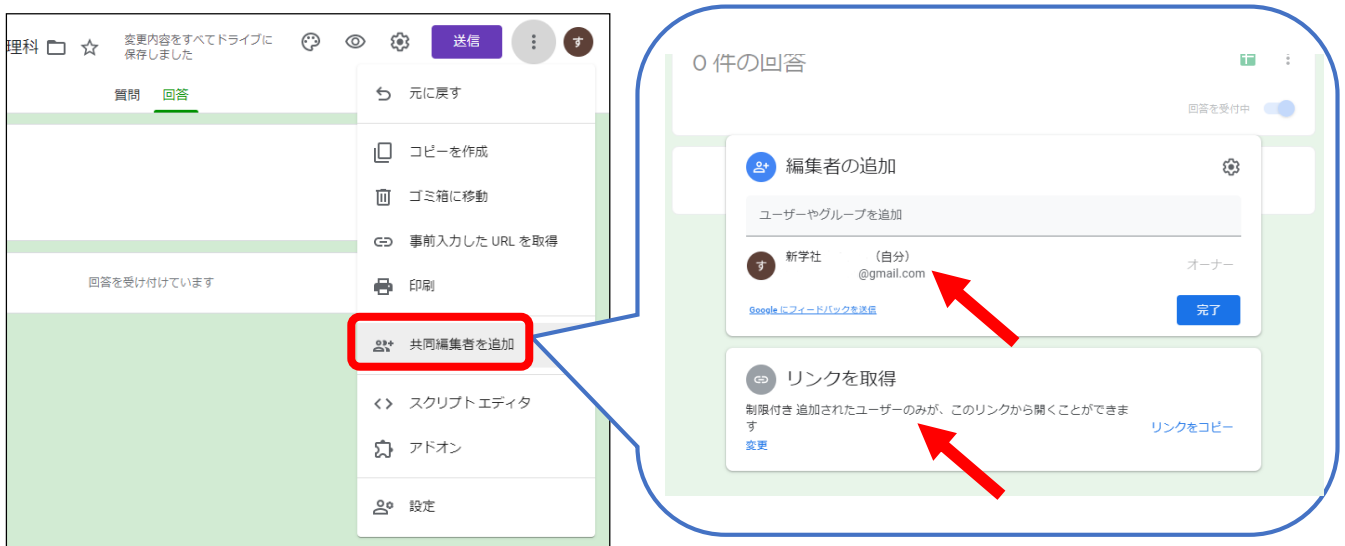 理科
変更内容をすべてドライブに
保存しました
送信
す
質問 回答
元に戻す
コピーを作成
ゴミ箱に移動
事前入力した URL を取得
回答を受け付けています
印刷
共同編集者を追加
スクリプト エディタ
アドオン
設定
0 件の回答
回答を受付中
編集者の追加
ユーザーやグループを追加
す
新学社 (自分)
@gmail.com
オーナー
Google にフィードバックを送信
完了
リンクを取得
制限付き 追加されたユーザーのみが、このリンクから開くことができま
す
リンクをコピー
変更